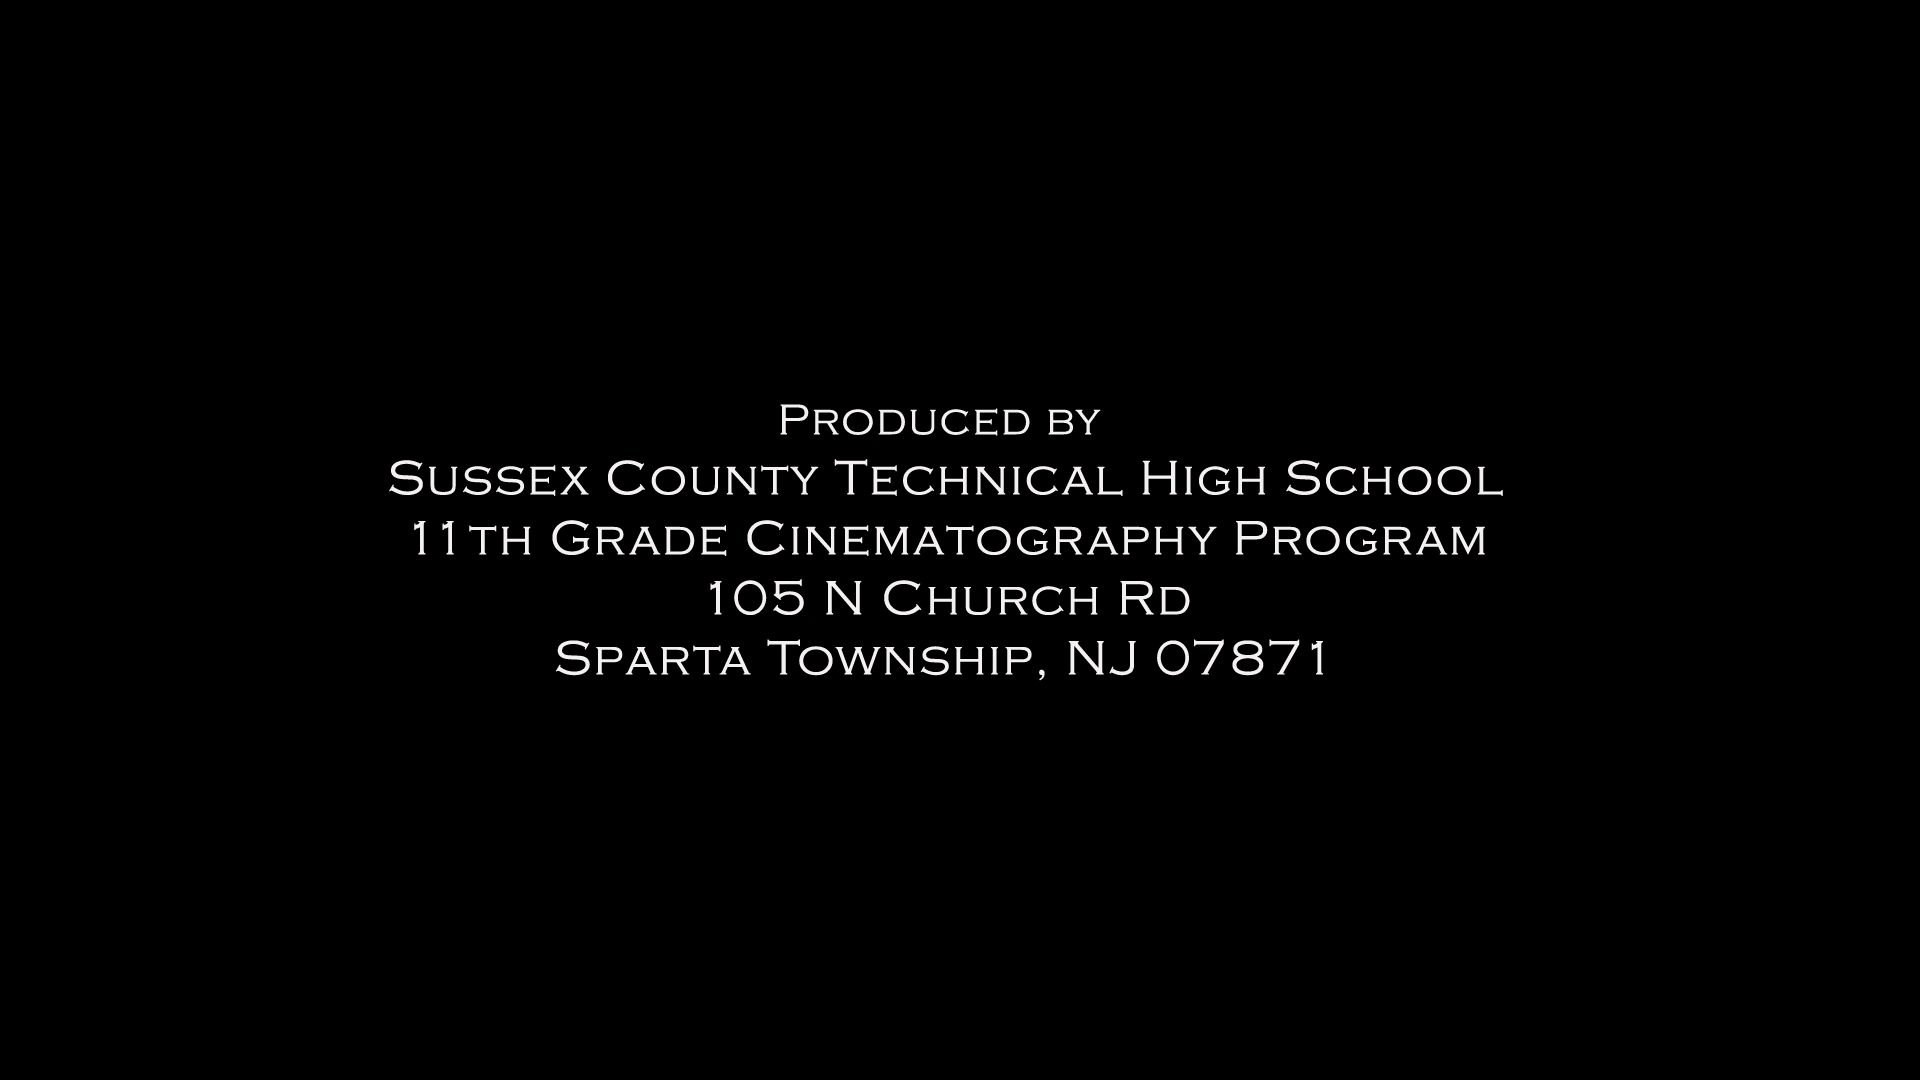 Produced by
Sussex County Technical High School
11th Grade Cinematography Program
105 N Church Rd
Sparta Township, NJ 07871